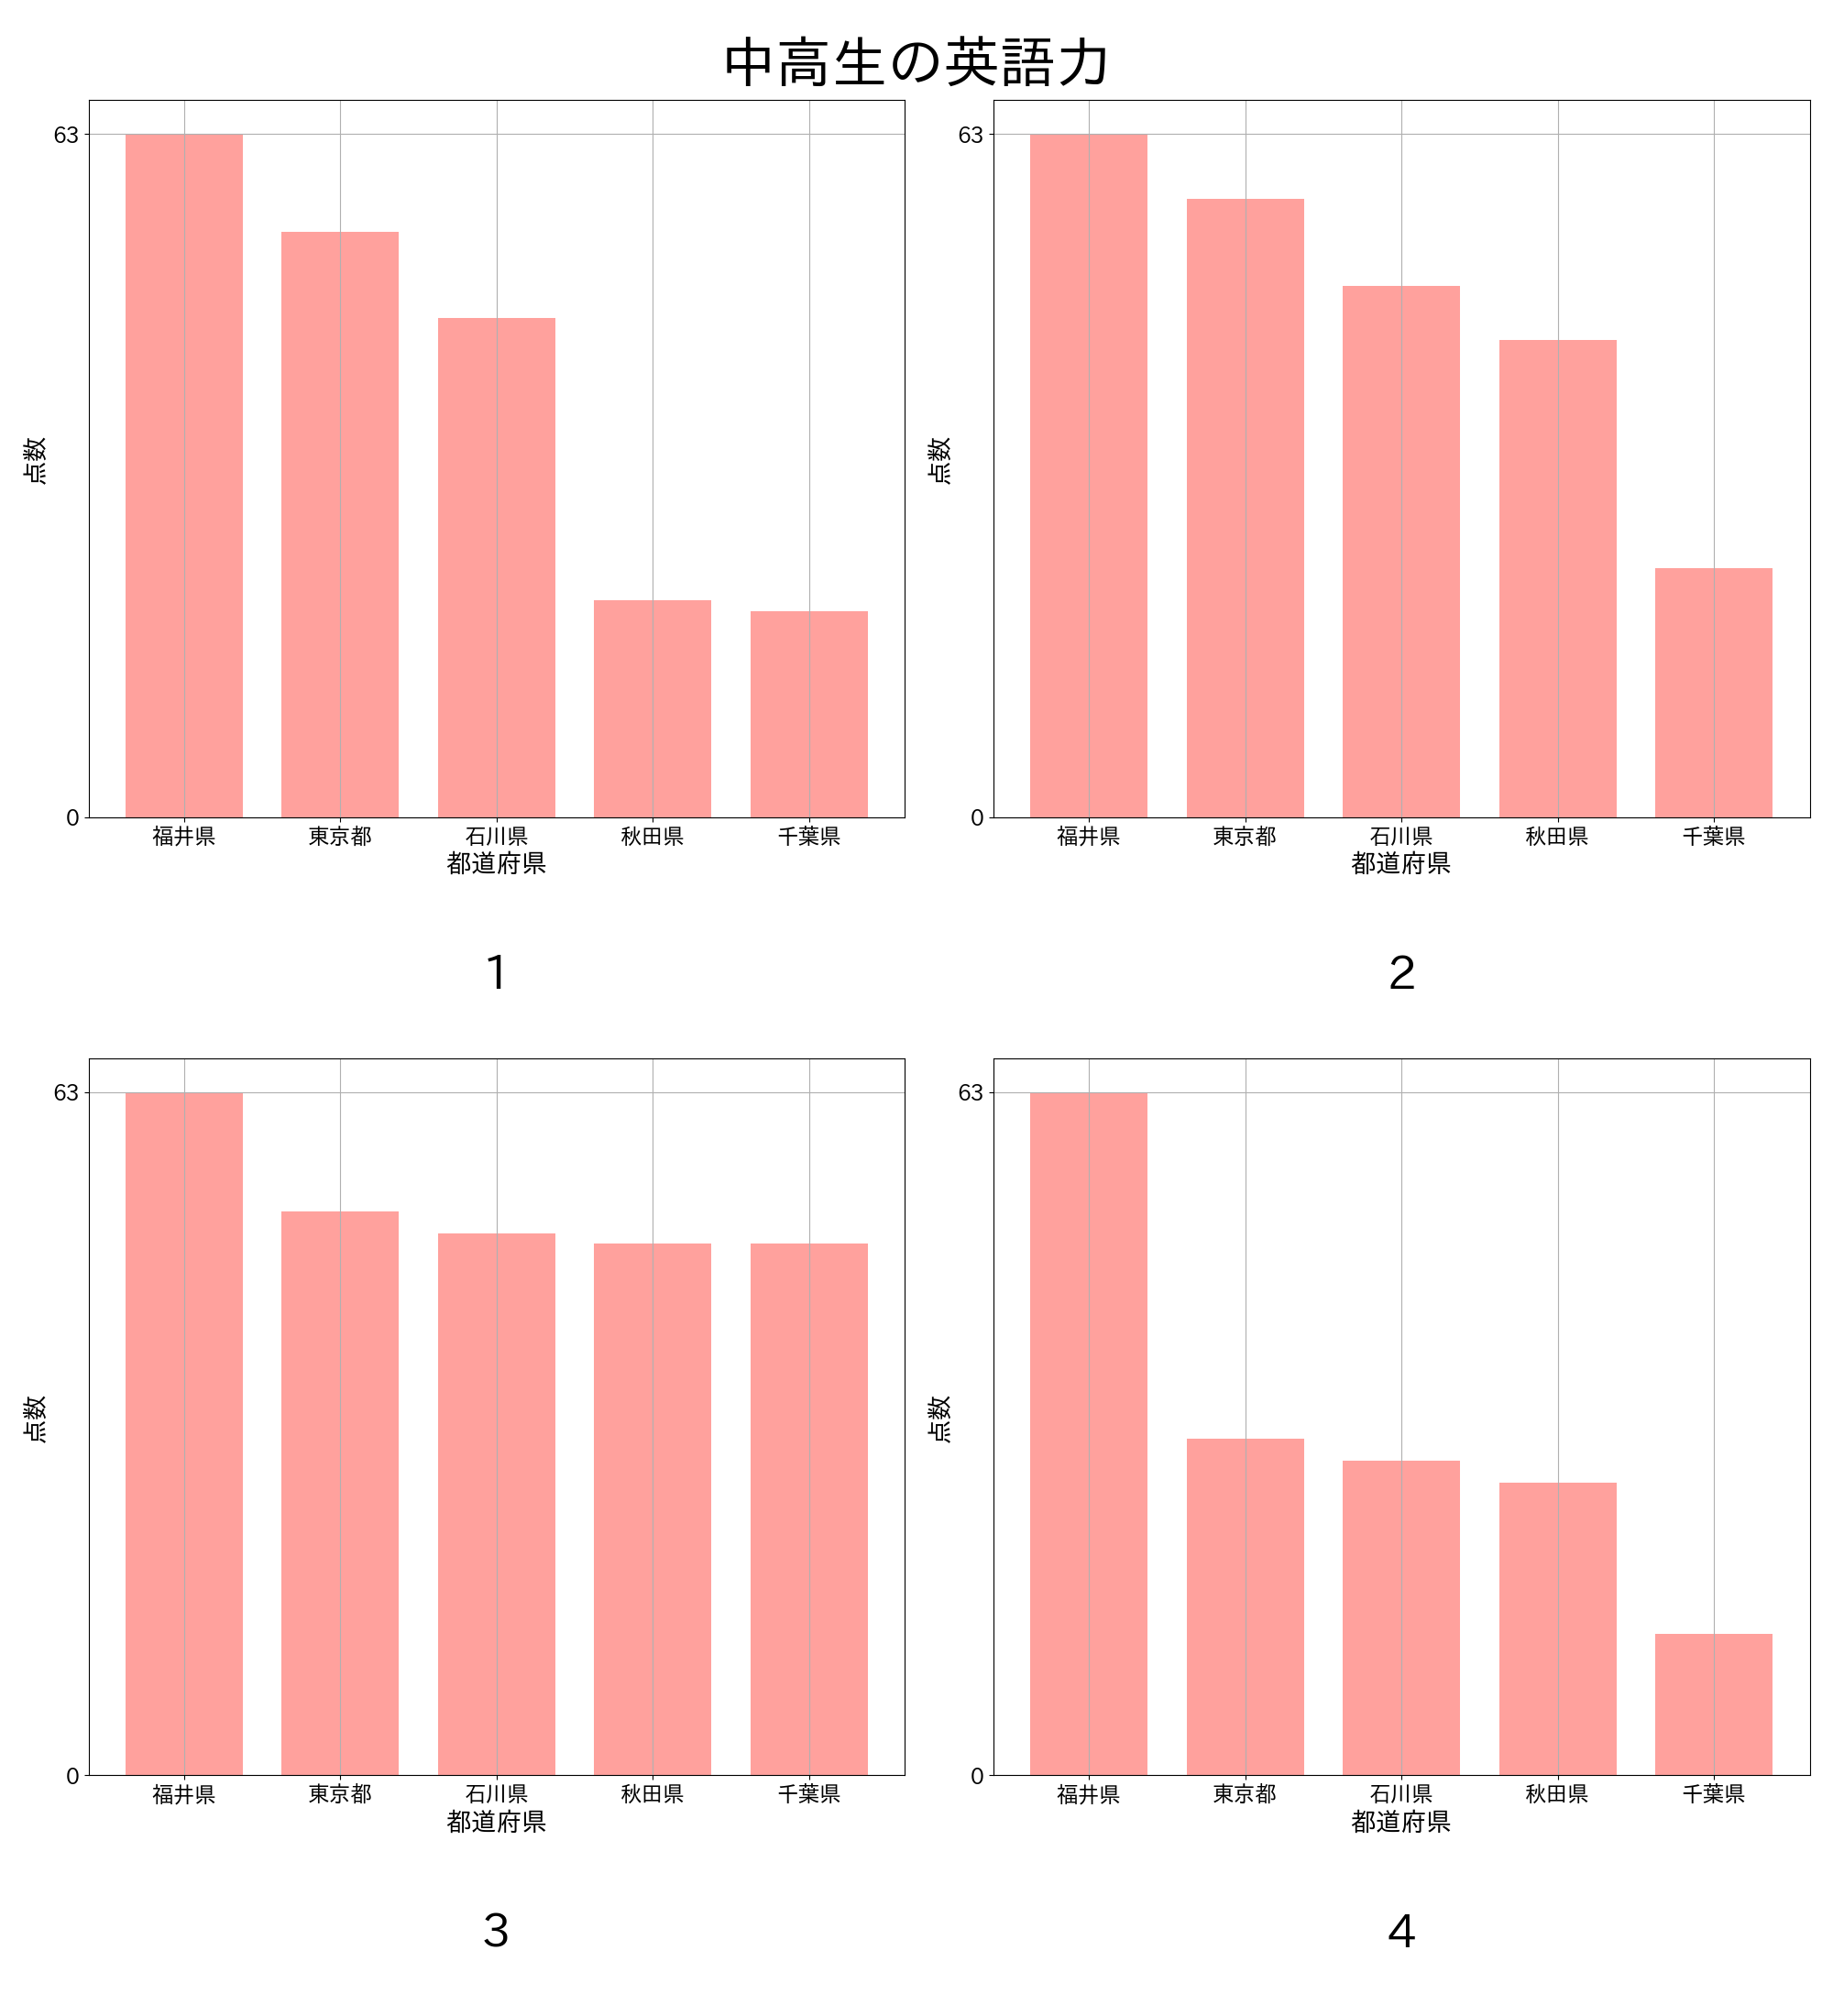 中高生の英語力
63
0
点数
福井県 東京都 石川県 秋田県 千葉県
都道府県
1
63
0
点数
福井県 東京都 石川県 秋田県 千葉県
都道府県
2
63
0
点数
福井県 東京都 石川県 秋田県 千葉県
都道府県
3
63
0
点数
福井県 東京都 石川県 秋田県 千葉県
都道府県
4